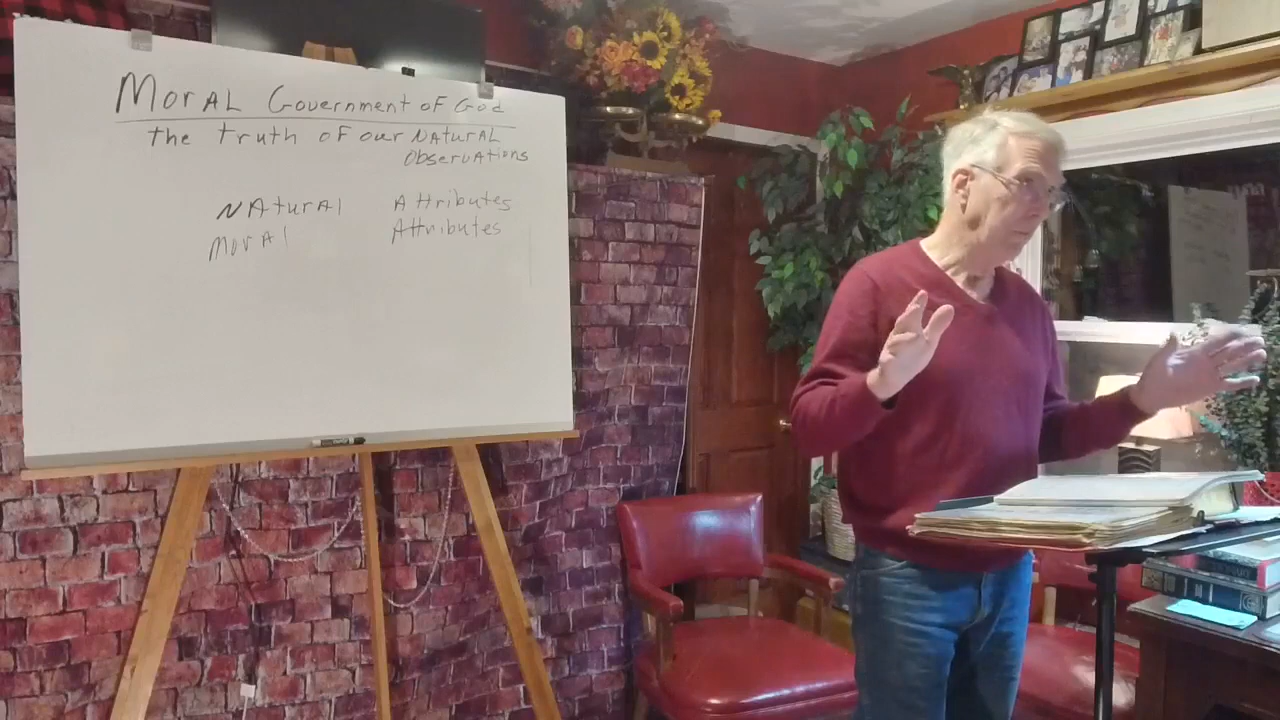 MorAL Government of God
the truth of our NAturAL
ObservAtions
NAturAl Attributes
MorAl Attributes